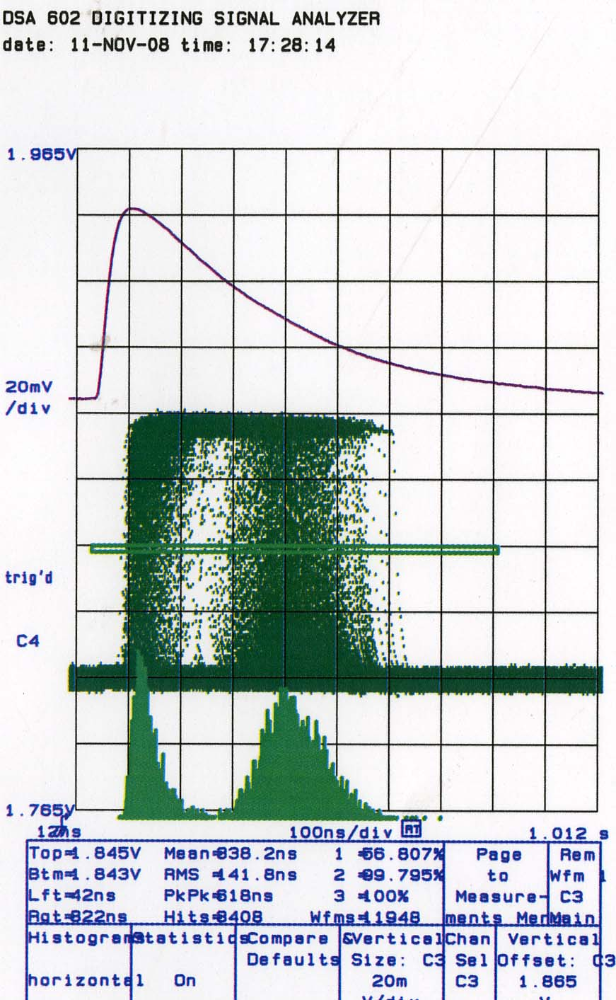 DSA 602 DIGITIZING SIGNAL ANALYZER
date: 11-NOV-08 time: 17:28:14
1.965V
20mV
/div
trig'd
C4
1.765V
100ns/div RT 1.012 s
Top=1.845V Mean=338.2ns 1 =56.807% Page Rem
Btm=1.843V RMS =141.8ns 2 =99.795% to Wfm 1
Lft=42ns PkPk=618ns 3 =100% Measure- C3
Rgt=822ns Hits=8408 Wfms=11948 ments Main
Histograms Statistics Compare & Vertical Chan Vertical
Defaults Size: C3 Sel Offset: C3
horizontal On 20m C3 1.865
V/div V